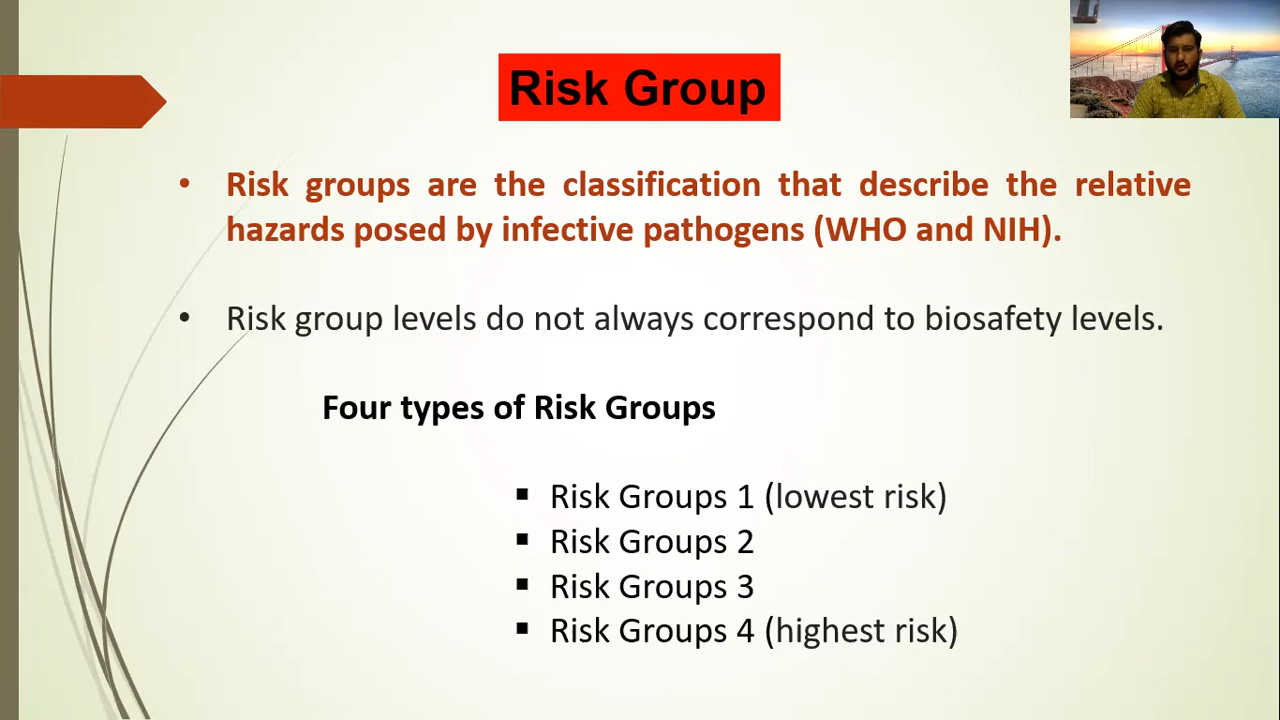 Risk Group
• Risk groups are the classification that describe the relative
hazards posed by infective pathogens (WHO and NIH).
• Risk group levels do not always correspond to biosafety levels.
Four types of Risk Groups
▪ Risk Groups 1 (lowest risk)
▪ Risk Groups 2
▪ Risk Groups 3
▪ Risk Groups 4 (highest risk)